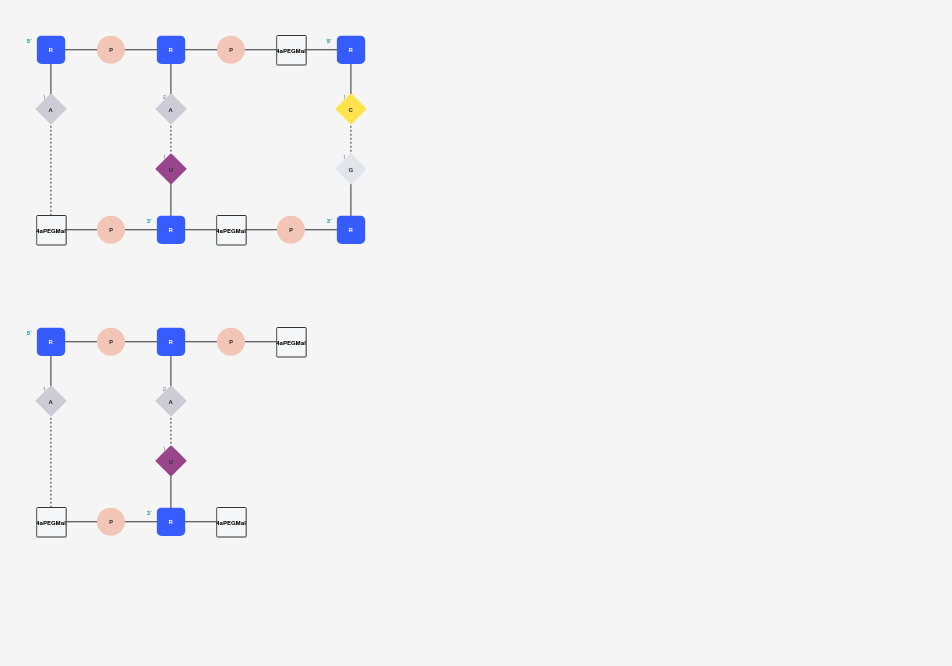 5' R P R P 4aPEGMal 5' R
1 A 2 A 1 C
1 U 1 G
4aPEGMal P 3' R 4aPEGMal P 3' R
5' R P R P 4aPEGMal
1 A 2 A
1 U
4aPEGMal P 3' R 4aPEGMal